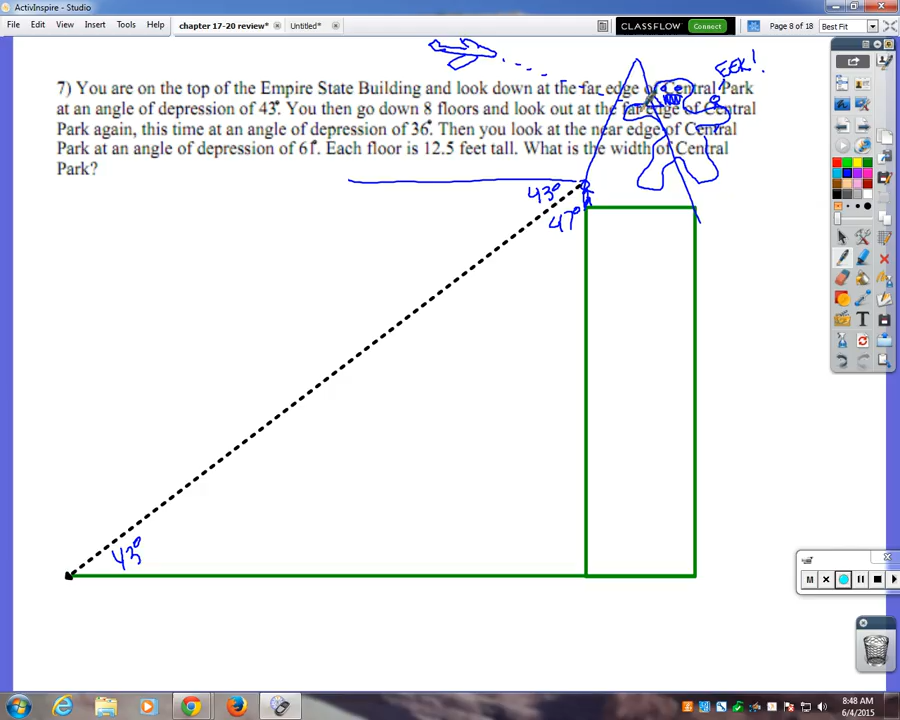 ActivInspire - Studio
File Edit View Insert Tools Help
chapter 17-20 review* Untitled* CLASSFLOW Connect Page 8 of 18 Best Fit
EEK!
7) You are on the top of the Empire State Building and look down at the far edge of Central Park
at an angle of depression of 43°. You then go down 8 floors and look out at the far edge of Central
Park again, this time at an angle of depression of 36°. Then you look at the near edge of Central
Park at an angle of depression of 61°. Each floor is 12.5 feet tall. What is the width of Central
Park?
43°
47°
43°
M
T
8:48 AM
6/4/2015